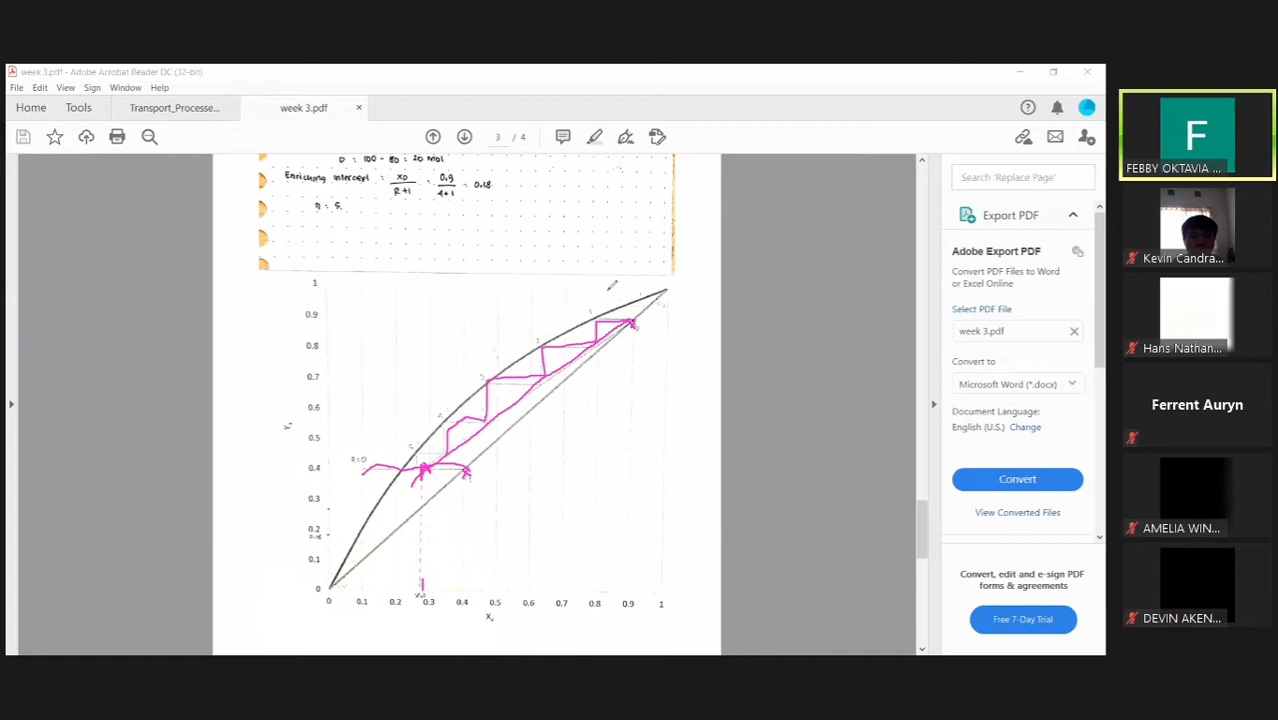 week 3.pdf - Adobe Acrobat Reader DC (32-bit)
File Edit View Sign Window Help
Home Tools Transport_Processe... week 3.pdf ×
3 / 4
D : 100 - 80 : 20 mol
Enriching intercept : XD / R+1 = 0.9 / 4+1 = 0.18
n = 5.
1
0.9
0.8
0.7
0.6
0.5
0.4
0.3
0.2
0.1
0
0 0.1 0.2 0.3 0.4 0.5 0.6 0.7 0.8 0.9 1
Search 'Replace Page'
Export PDF
Adobe Export PDF
Convert PDF Files to Word
or Excel Online
Select PDF File
week 3.pdf
Convert to
Microsoft Word (*.docx)
Document Language:
English (U.S.) Change
Convert
View Converted Files
Convert, edit and e-sign PDF
forms & agreements
Free 7-Day Trial
F
FEBBY OKTAVIA ...
Kevin Candra...
Hans Nathan...
Ferrent Auryn
AMELIA WIN...
DEVIN AKEN...